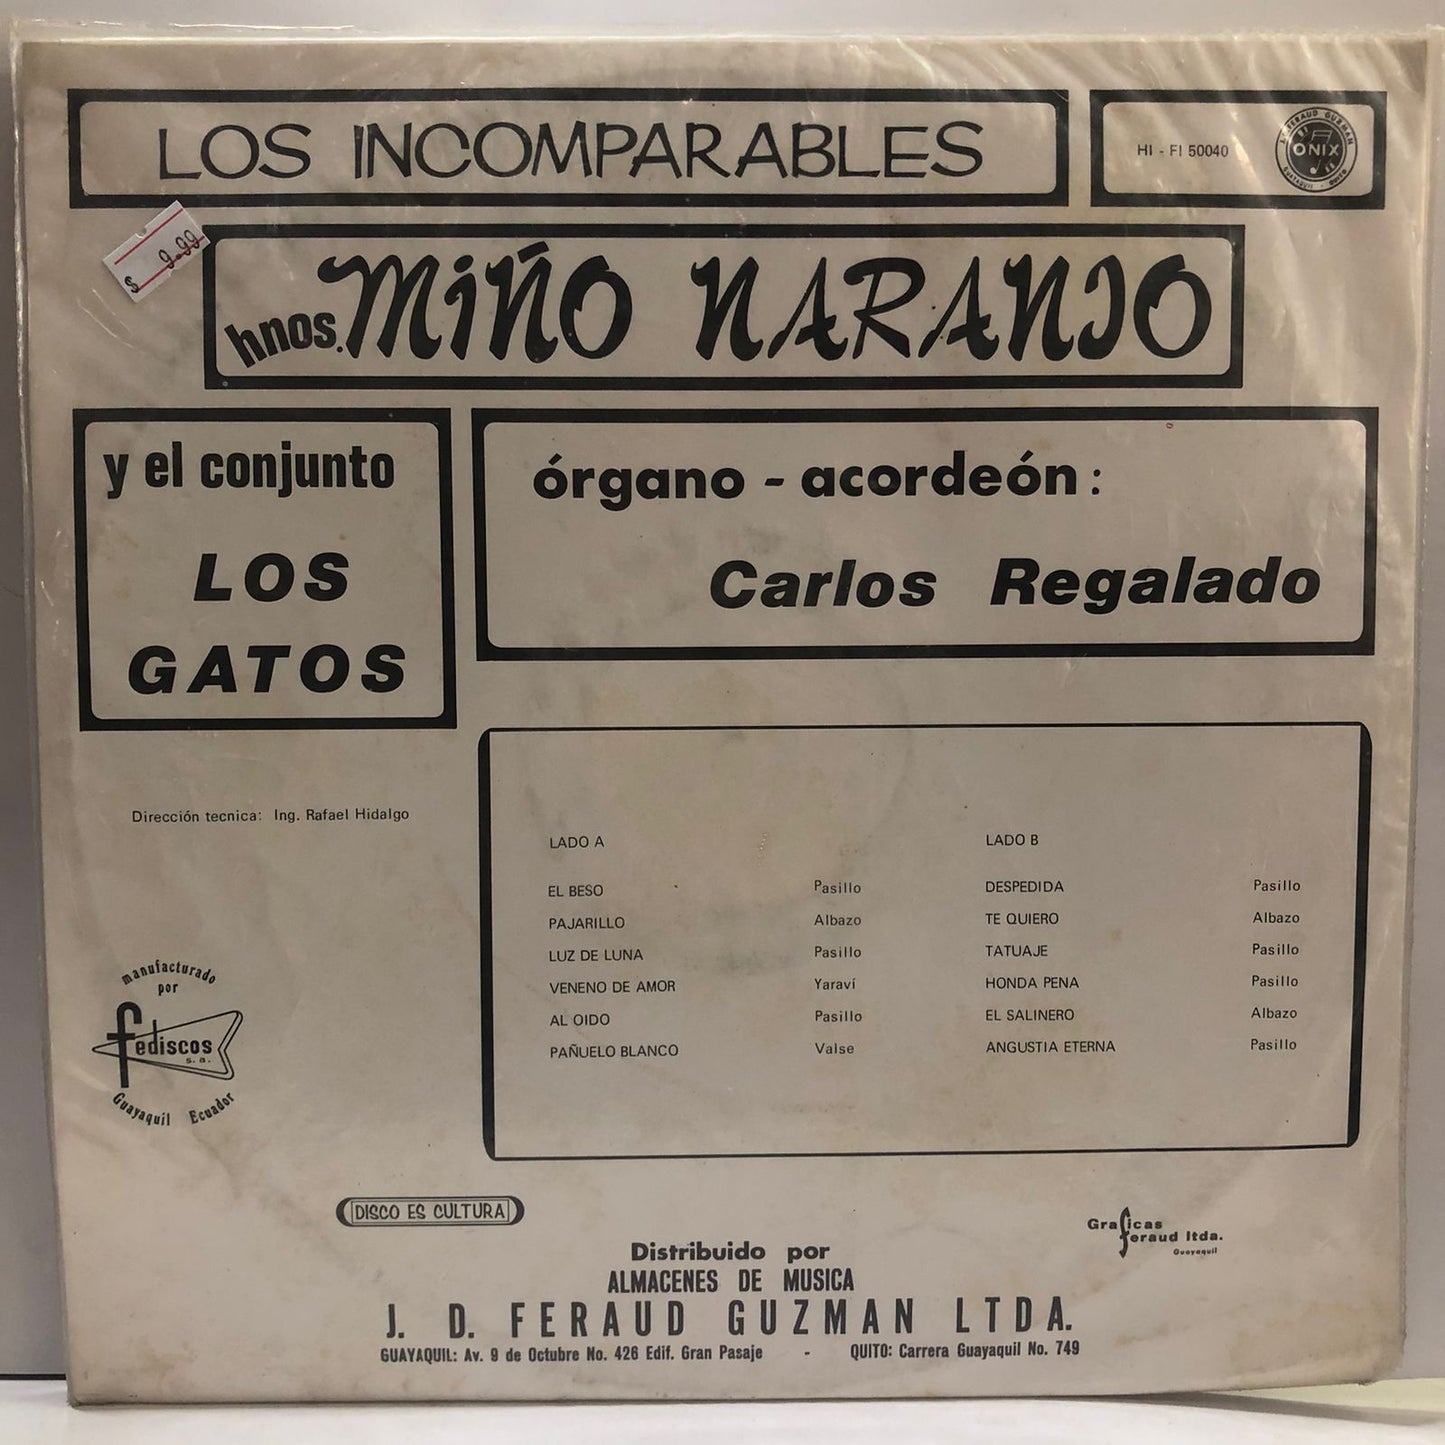 LOS INCOMPARABLES
HI - FI 50040
J. D. FERAUD GUZMAN
ONIX
GUAYAQUIL - QUITO
$ 9.99
hnos. MIÑO NARANJO
y el conjunto
LOS
GATOS
órgano - acordeón:
Carlos Regalado
Dirección tecnica: Ing. Rafael Hidalgo
LADO A
EL BESO Pasillo
PAJARILLO Albazo
LUZ DE LUNA Pasillo
VENENO DE AMOR Yaraví
AL OIDO Pasillo
PAÑUELO BLANCO Valse
LADO B
DESPEDIDA Pasillo
TE QUIERO Albazo
TATUAJE Pasillo
HONDA PENA Pasillo
EL SALINERO Albazo
ANGUSTIA ETERNA Pasillo
manufacturado
por
fediscos
s.a.
Guayaquil Ecuador
DISCO ES CULTURA
Graficas
feraud ltda.
Guayaquil
Distribuido por
ALMACENES DE MUSICA
J. D. FERAUD GUZMAN LTDA.
GUAYAQUIL: Av. 9 de Octubre No. 426 Edif. Gran Pasaje - QUITO: Carrera Guayaquil No. 749